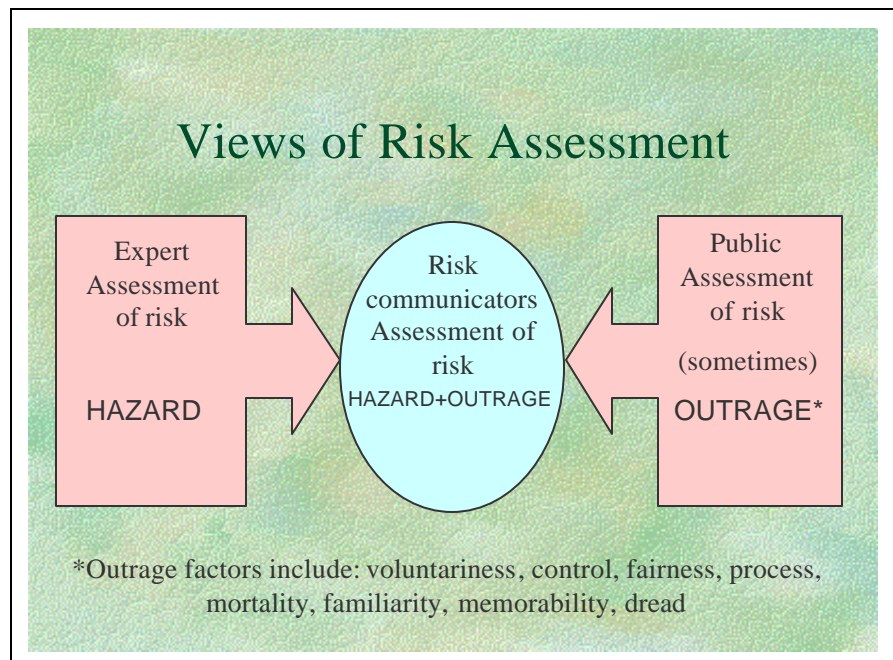 Views of Risk Assessment
Expert
Assessment
of risk
HAZARD
Risk
communicators
Assessment of
risk
HAZARD+OUTRAGE
Public
Assessment
of risk
(sometimes)
OUTRAGE*
*Outrage factors include: voluntariness, control, fairness, process,
mortality, familiarity, memorability, dread